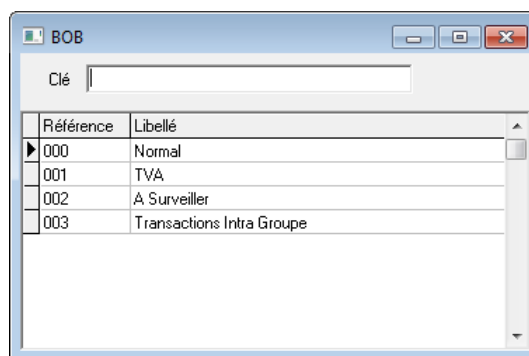 BOB
Clé
Référence Libellé
000 Normal
001 TVA
002 A Surveiller
003 Transactions Intra Groupe